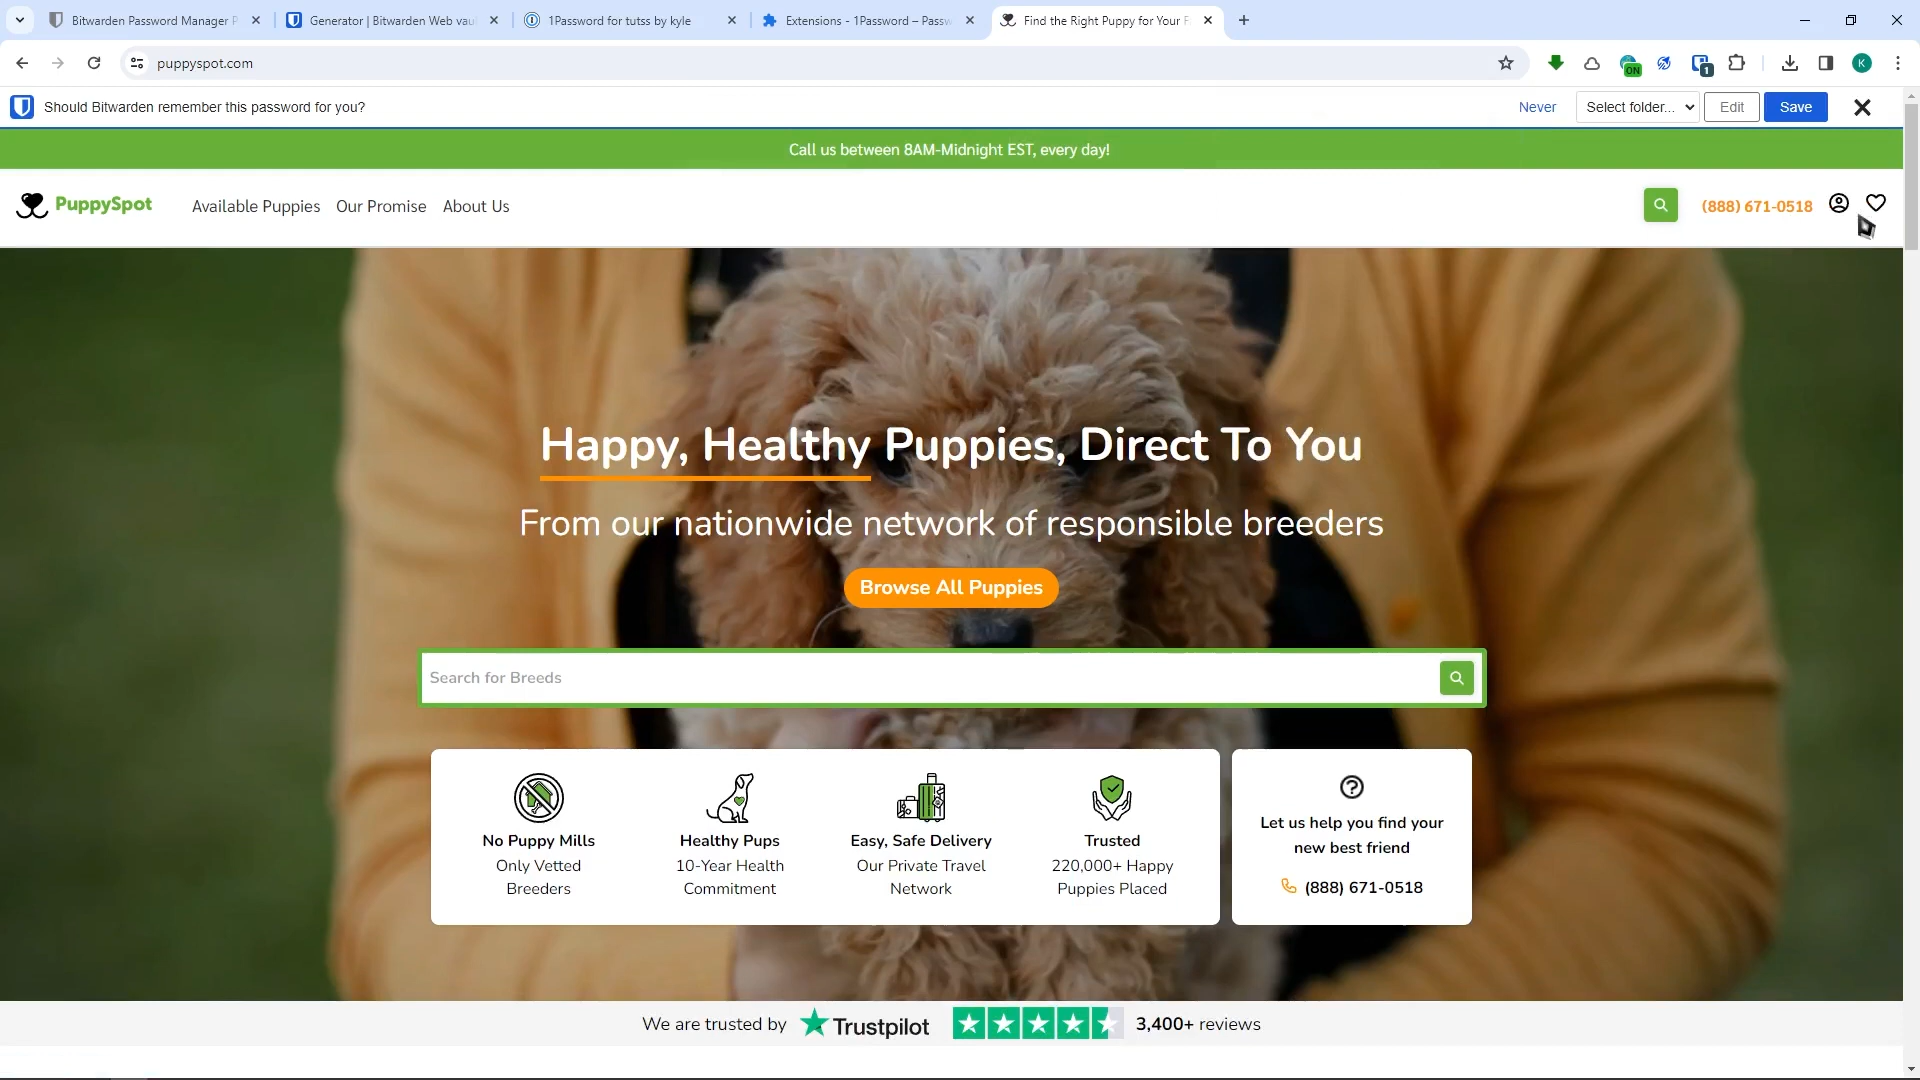 Bitwarden Password Manager P
Generator | Bitwarden Web vau
1Password for tutss by kyle
Extensions - 1Password – Passw
Find the Right Puppy for Your F
puppyspot.com
ON
1
K
Should Bitwarden remember this password for you?
Never
Select folder...
Edit
Save
Call us between 8AM-Midnight EST, every day!
PuppySpot
Available Puppies
Our Promise
About Us
(888) 671-0518
Happy, Healthy Puppies, Direct To You
From our nationwide network of responsible breeders
Browse All Puppies
Search for Breeds
No Puppy Mills
Only Vetted
Breeders
Healthy Pups
10-Year Health
Commitment
Easy, Safe Delivery
Our Private Travel
Network
Trusted
220,000+ Happy
Puppies Placed
Let us help you find your
new best friend
(888) 671-0518
We are trusted by Trustpilot 3,400+ reviews